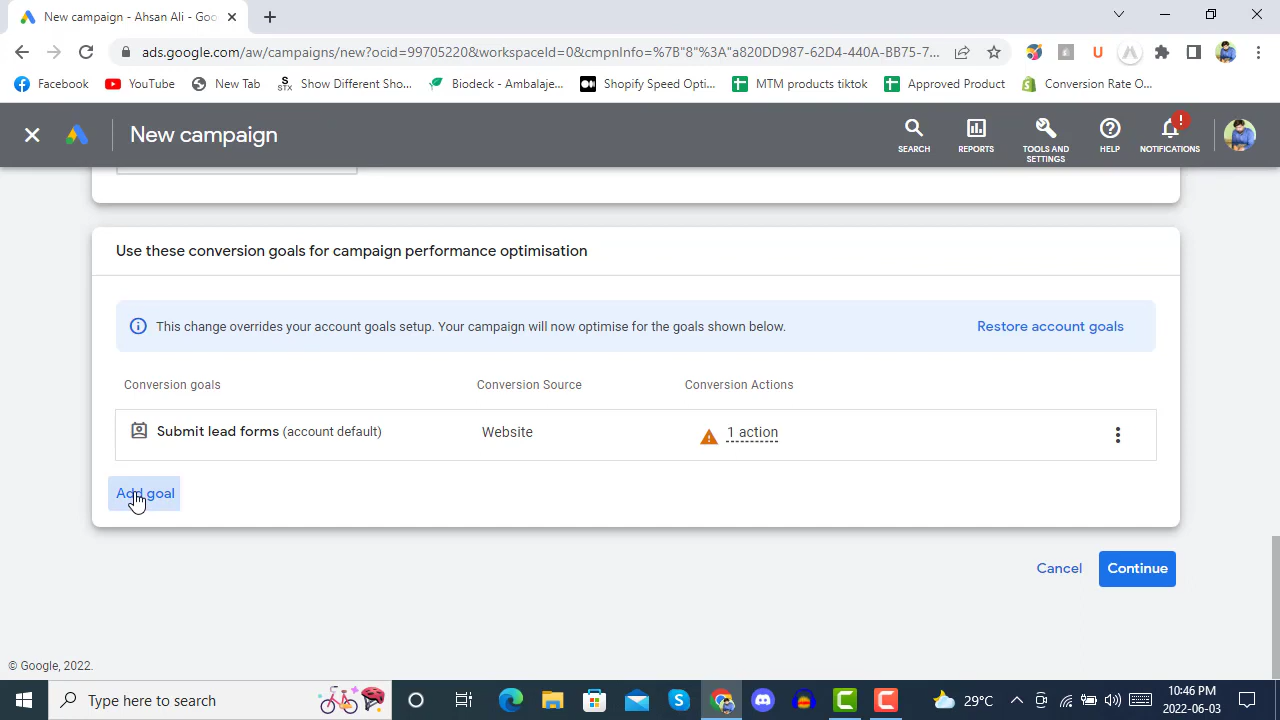 New campaign - Ahsan Ali - Goo
ads.google.com/aw/campaigns/new?ocid=99705220&workspaceId=0&cmpnInfo=%7B"8"%3A"a820DD987-62D4-440A-BB75-7...
Facebook YouTube New Tab STX Show Different Sho... Biodeck - Ambalaje... Shopify Speed Opti... MTM products tiktok Approved Product Conversion Rate O...
New campaign
SEARCH REPORTS TOOLS AND SETTINGS HELP NOTIFICATIONS
Use these conversion goals for campaign performance optimisation
This change overrides your account goals setup. Your campaign will now optimise for the goals shown below. Restore account goals
Conversion goals Conversion Source Conversion Actions
Submit lead forms (account default) Website 1 action
Add goal
Cancel Continue
© Google, 2022.
Type here to search 29°C 10:46 PM
2022-06-03